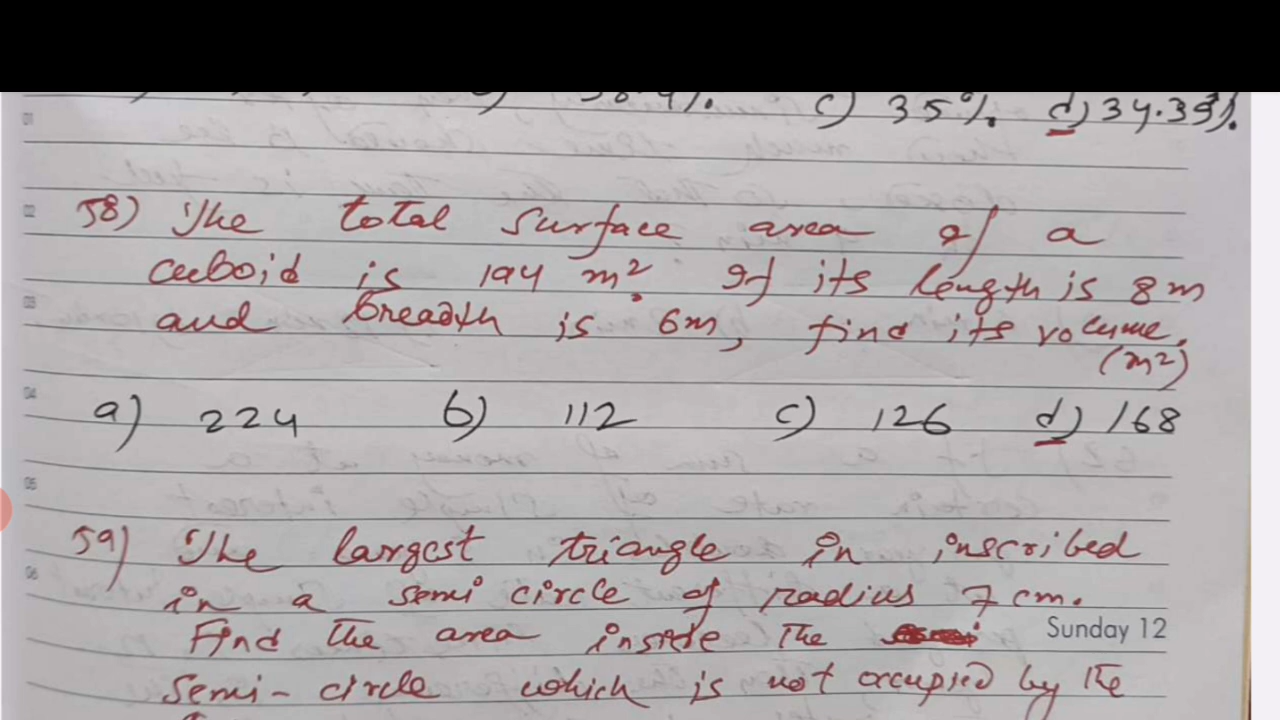 c) 35% d) 34.39%
58) The total surface area of a
cuboid is 194 m². If its length is 8m
and breadth is 6m, find its volume.
(m²)
a) 224 b) 112 c) 126 d) 168
59) The largest triangle in inscribed
in a semi circle of radius 7 cm.
Find the area inside the
Sunday 12
semi-circle which is not occupied by the